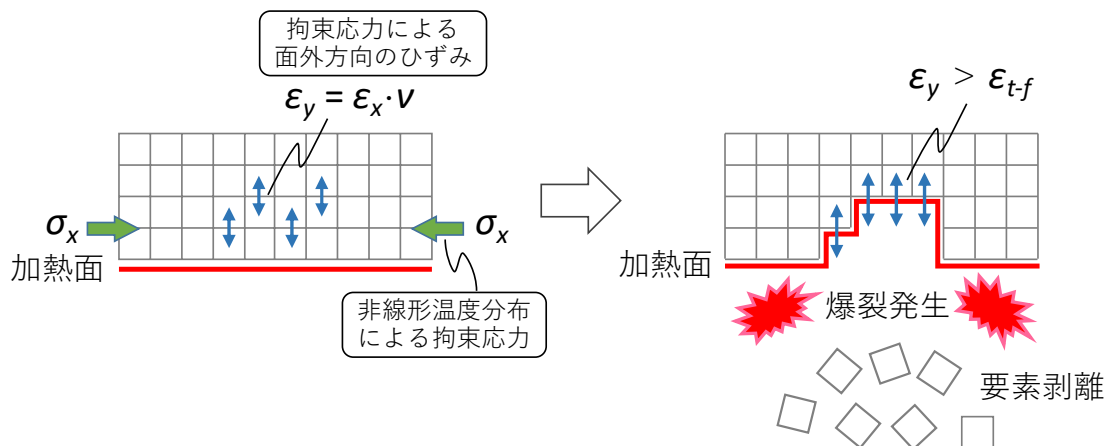 拘束応力による
面外方向のひずみ
εy = εx·ν
σx
σx
加熱面
非線形温度分布
による拘束応力
εy > εt-f
加熱面
爆裂発生
要素剥離